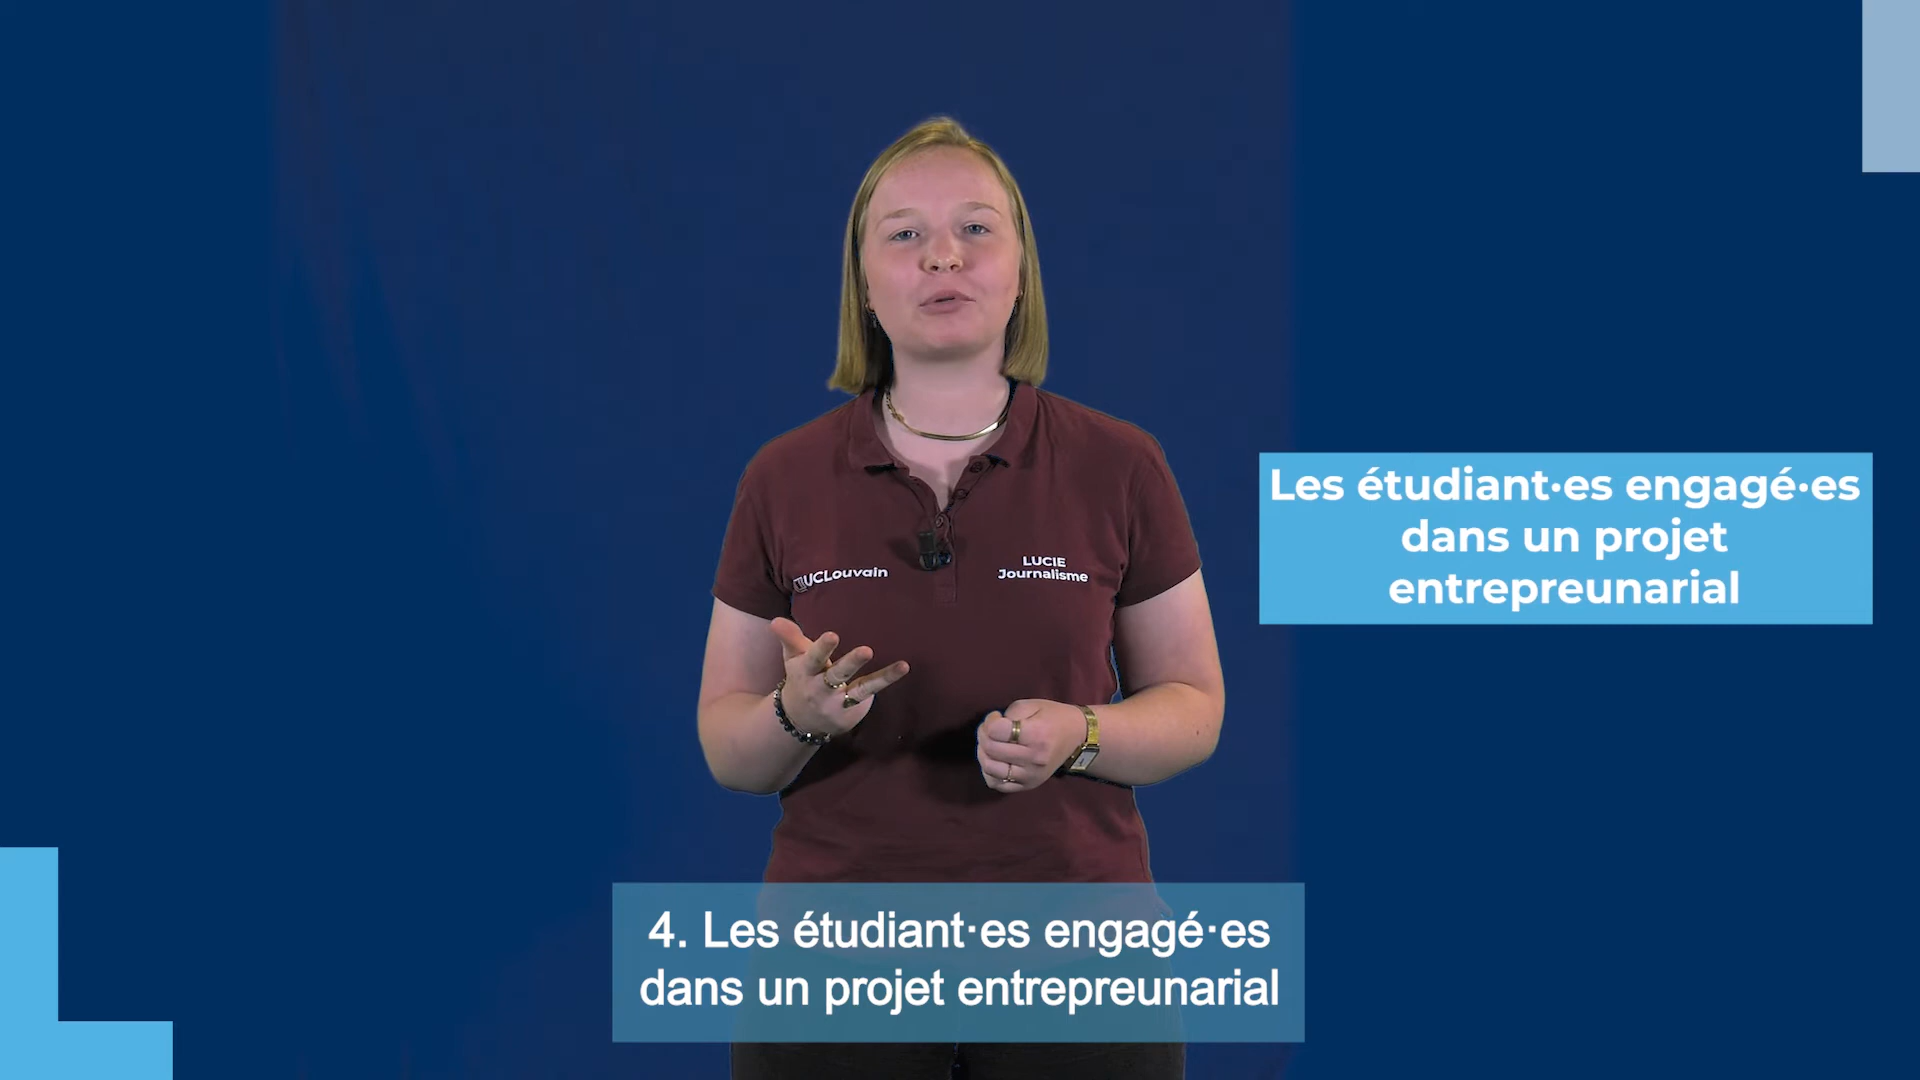 UCLouvain
LUCIE
Journalisme
Les étudiant·es engagé·es
dans un projet
entrepreunarial
4. Les étudiant·es engagé·es
dans un projet entrepreunarial